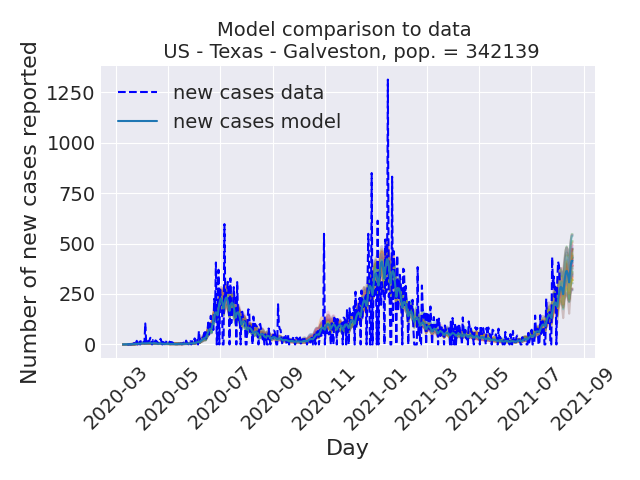 Model comparison to data
US - Texas - Galveston, pop. = 342139
Number of new cases reported
1250
1000
750
500
250
0
new cases data
new cases model
2020-03
2020-05
2020-07
2020-09
2020-11
2021-01
2021-03
2021-05
2021-07
2021-09
Day